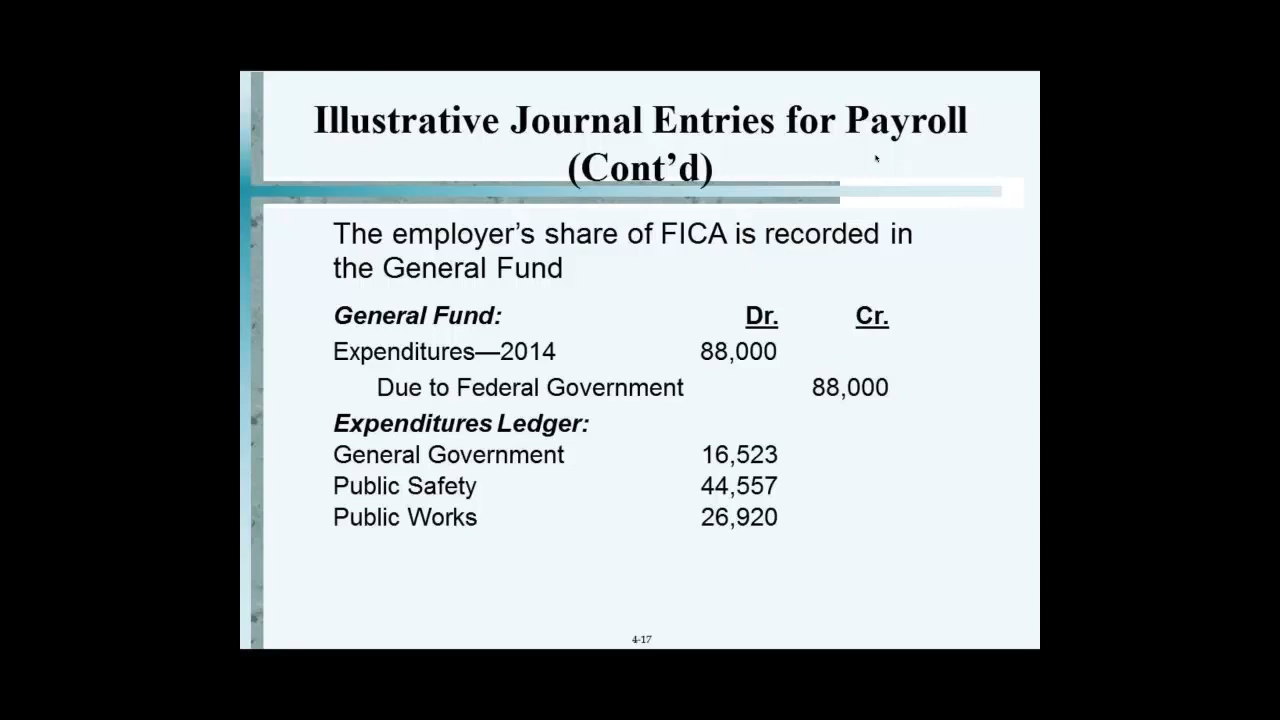 Illustrative Journal Entries for Payroll
(Cont’d)
The employer’s share of FICA is recorded in
the General Fund
General Fund: Dr. Cr.
Expenditures—2014 88,000
Due to Federal Government 88,000
Expenditures Ledger:
General Government 16,523
Public Safety 44,557
Public Works 26,920
4-17